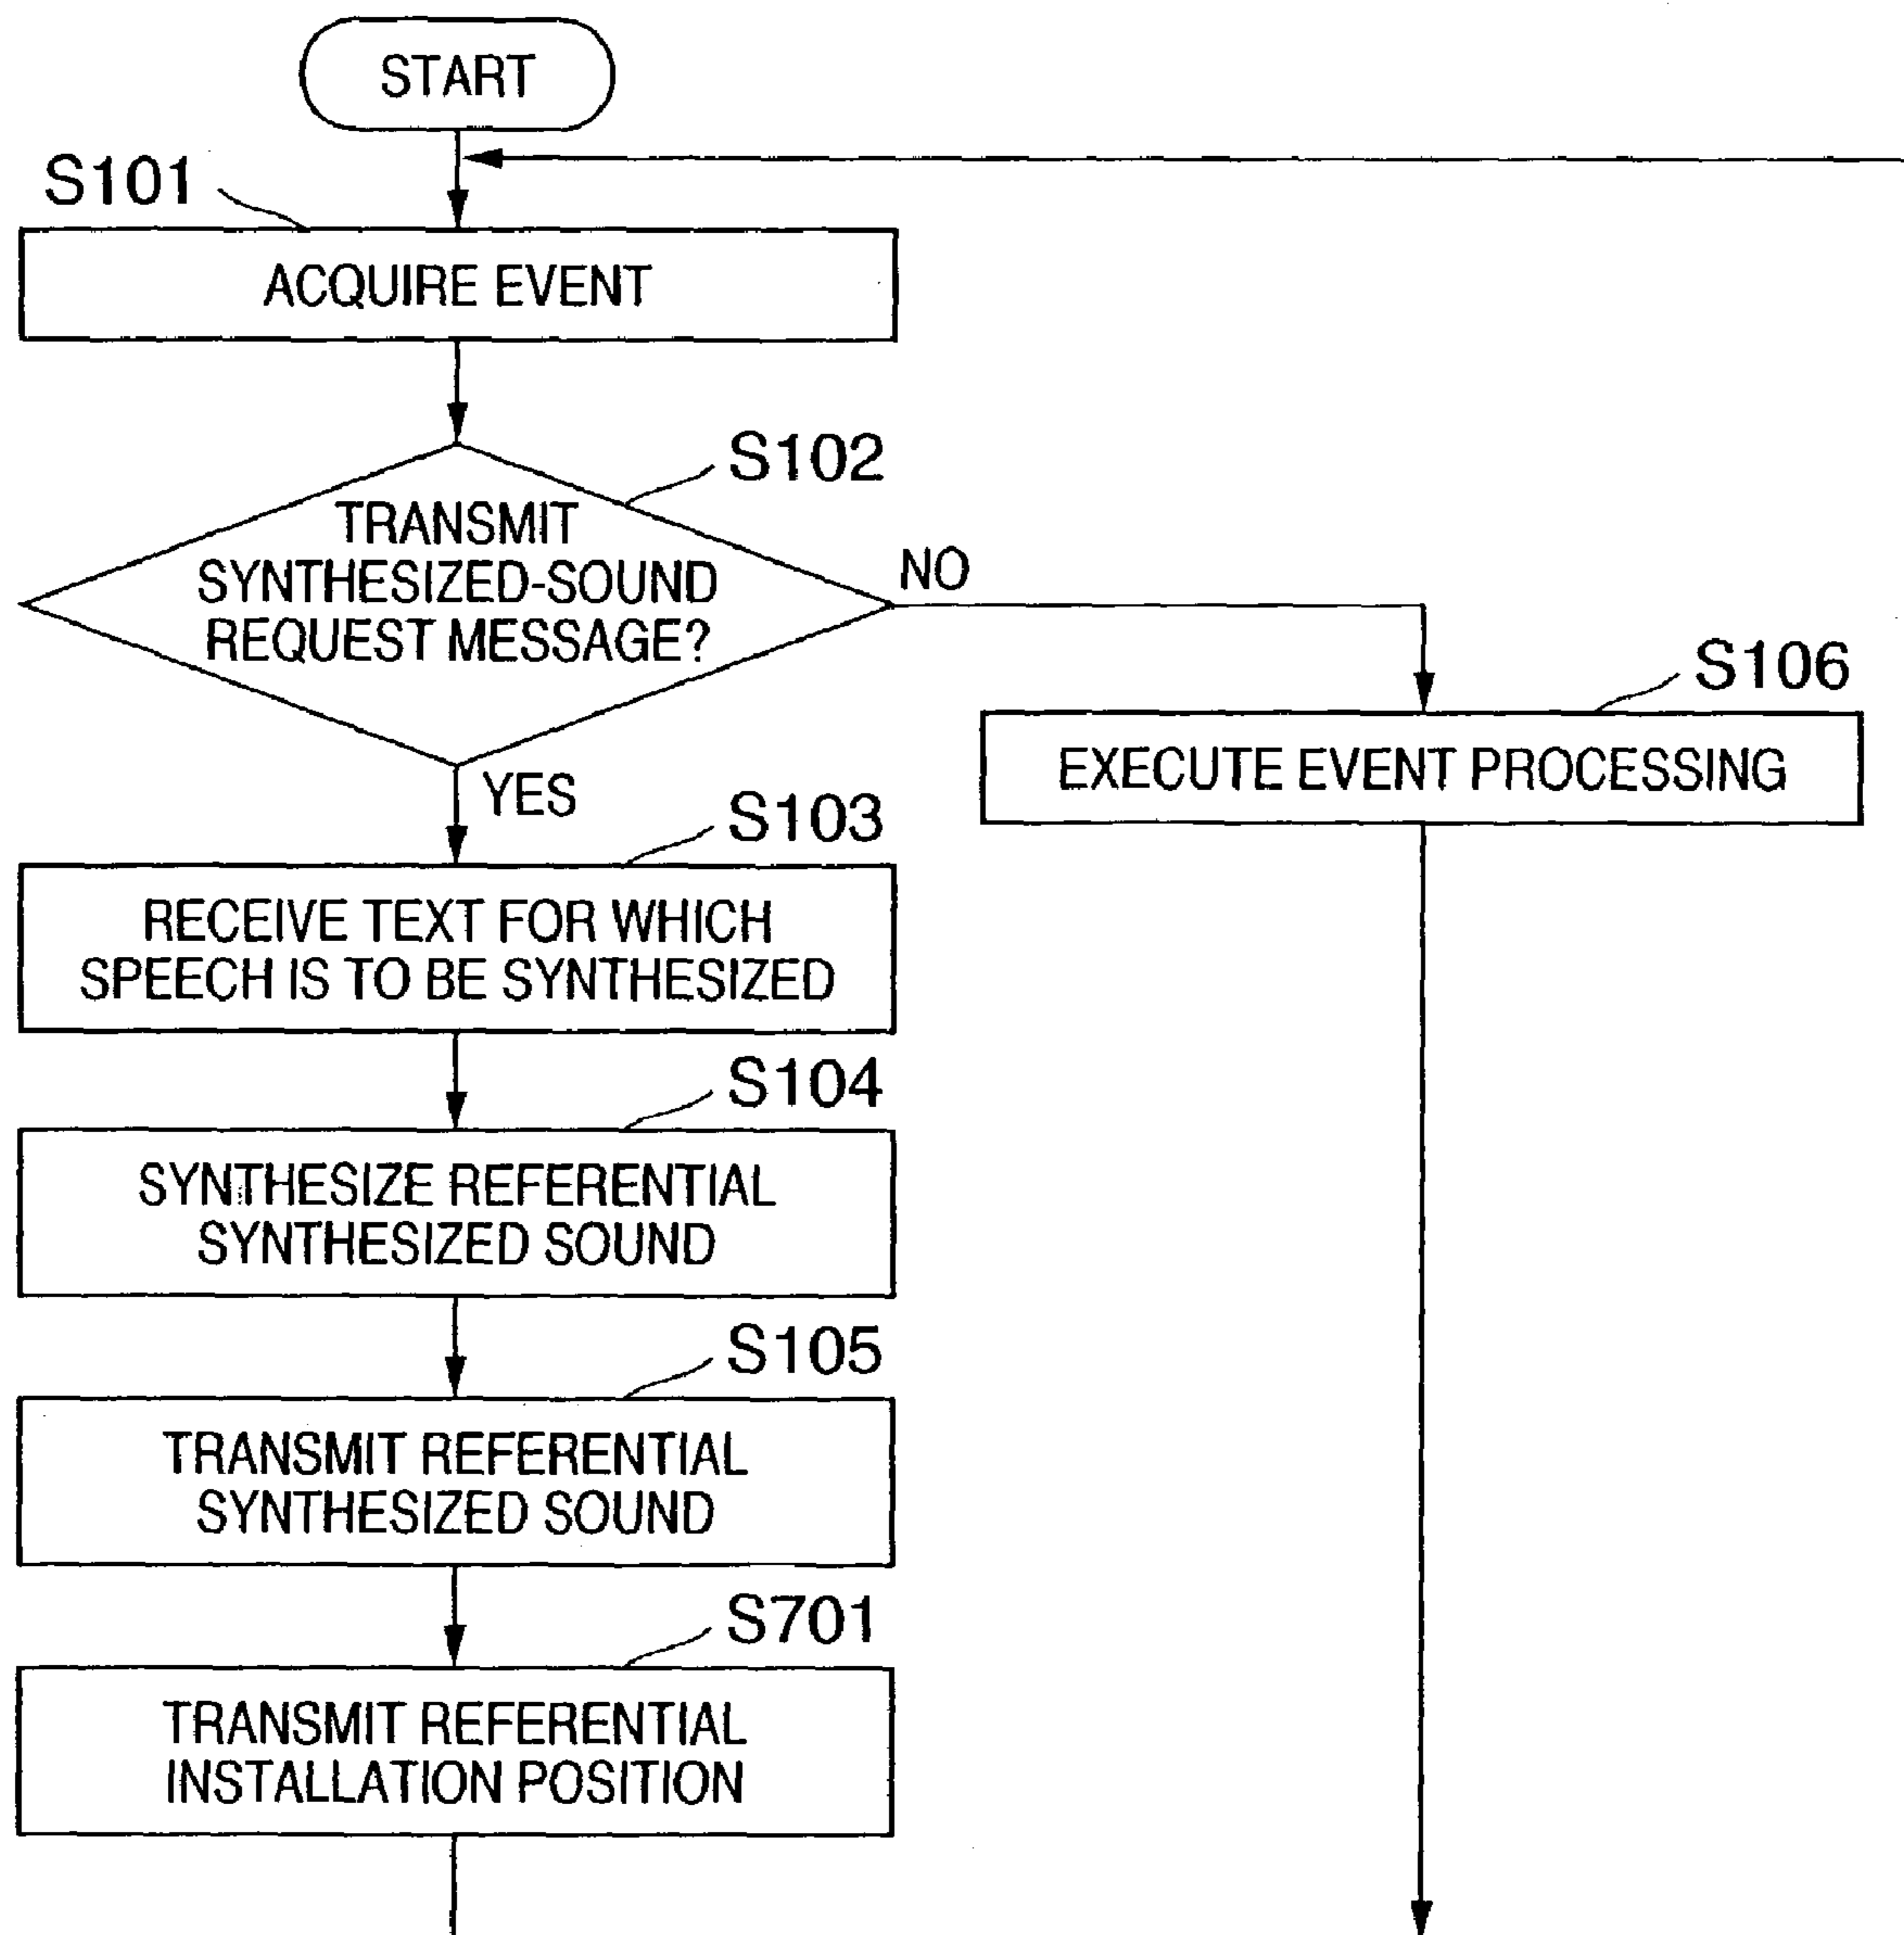 START
S101
ACQUIRE EVENT
S102
TRANSMIT
SYNTHESIZED-SOUND
REQUEST MESSAGE?
NO
YES
S106
EXECUTE EVENT PROCESSING
S103
RECEIVE TEXT FOR WHICH
SPEECH IS TO BE SYNTHESIZED
S104
SYNTHESIZE REFERENTIAL
SYNTHESIZED SOUND
S105
TRANSMIT REFERENTIAL
SYNTHESIZED SOUND
S701
TRANSMIT REFERENTIAL
INSTALLATION POSITION